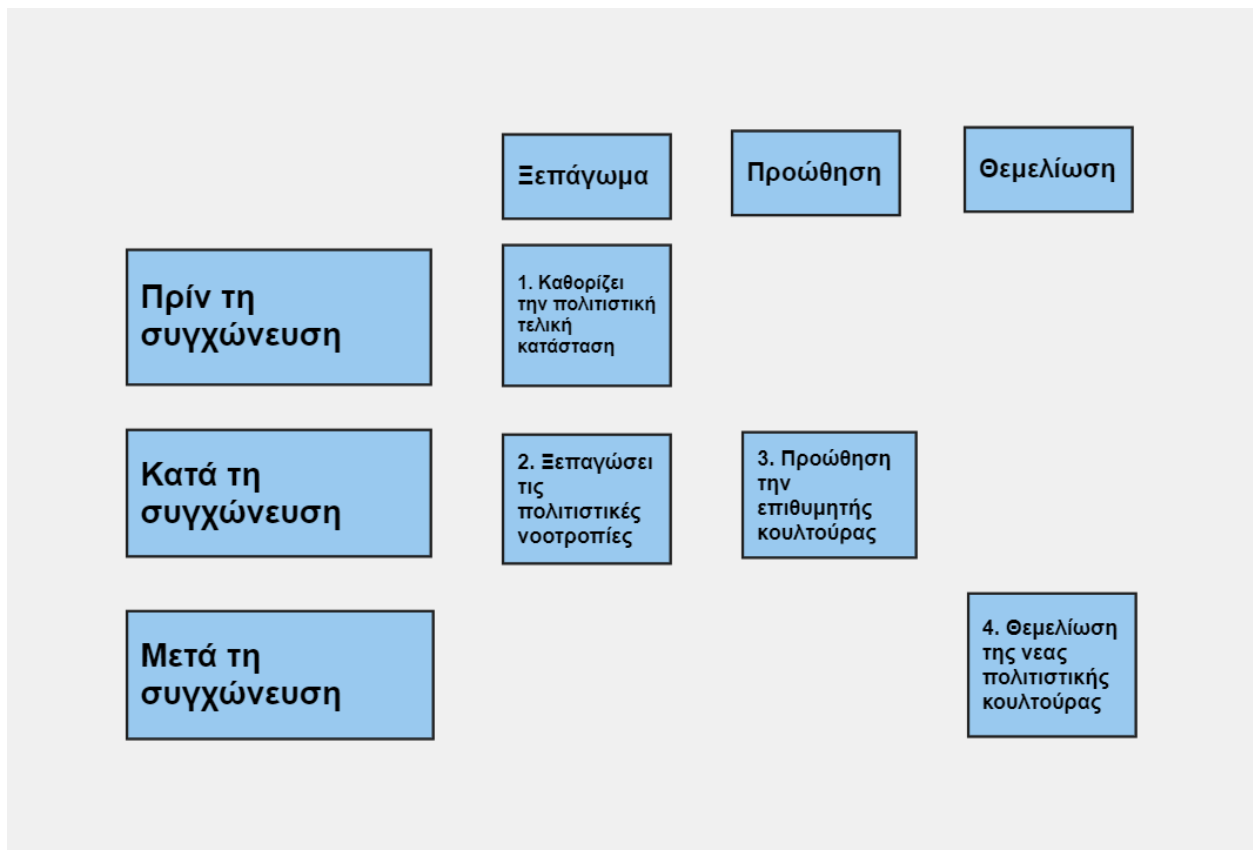 Ξεπάγωμα
Προώθηση
Θεμελίωση
Πρίν τη
συγχώνευση
1. Καθορίζει
την πολιτιστική
τελική
κατάσταση
Κατά τη
συγχώνευση
2. Ξεπαγώσει
τις
πολιτιστικές
νοοτροπίες
3. Προώθηση
την
επιθυμητής
κουλτούρας
Μετά τη
συγχώνευση
4. Θεμελίωση
της νεας
πολιτιστικής
κουλτούρας